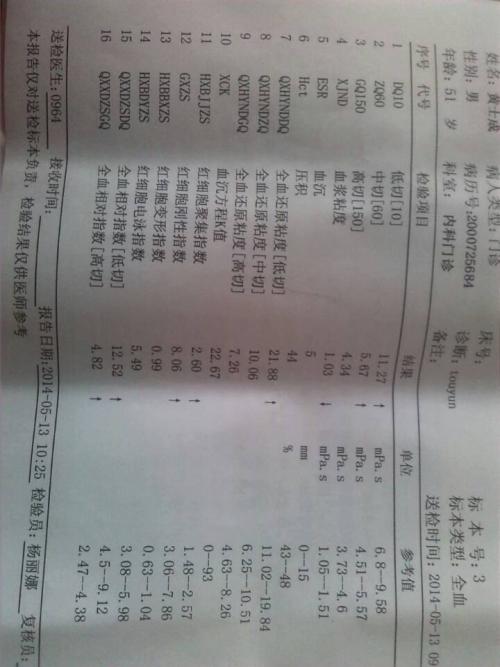 姓名:黄士成 病人类型:门诊 床号: 标 本 号:3
性别: 男 病历号:2000725684 诊断:touyun 标本类型:全血
年龄: 51 岁 科室: 内科门诊 备注: 送检时间:2014-05-13 09
序号 代号 检验项目 结果 单位 参考值
1 DQ10 低切[10] 11.27 ↑ mPa.s 6.8--9.58
2 ZQ60 中切[60] 5.67 ↑ mPa.s 4.51--5.57
3 GQ150 高切[150] 4.34 mPa.s 3.73--4.6
4 XJND 血浆粘度 1.03 ↓ mPa.s 1.05--1.51
5 ESR 血沉 5 mm 0--15
6 Hct 压积 44 % 43--48
7 QXHYNDDQ 全血还原粘度[低切] 21.88 ↑ 11.02--19.84
8 QXHYNDZQ 全血还原粘度[中切] 10.06 6.25--10.51
9 QXHYNDGQ 全血还原粘度[高切] 7.26 4.63--8.26
10 XCK 血沉方程K值 22.67 0--93
11 HXBJJZS 红细胞聚集指数 2.60 ↑ 1.48--2.57
12 GXZS 红细胞刚性指数 8.06 ↑ 3.06--7.86
13 HXBBXZS 红细胞变形指数 0.99 0.63--1.04
14 HXBDYZS 红细胞电泳指数 5.49 3.08--5.98
15 QXXDZSDQ 全血相对指数[低切] 12.52 ↑ 4.5--9.12
16 QXXDZSGQ 全血相对指数[高切] 4.82 ↑ 2.47--4.38
送检医生:0964 接收时间: 报告日期:2014-05-13 10:25 检验员:杨丽娜 复核员:
本报告仅对送检标本负责,检验结果仅供医师参考